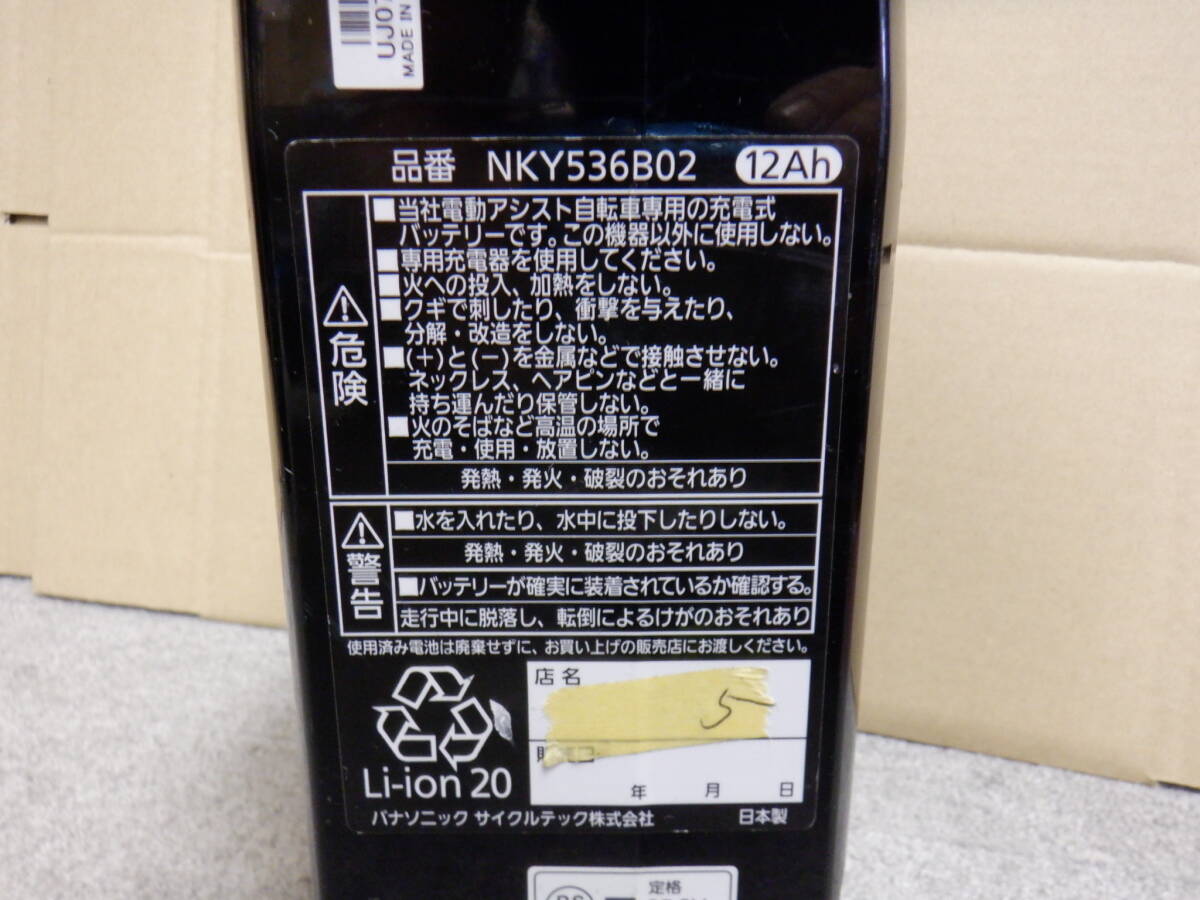 UJ07
MADE IN
品番 NKY536B02 12Ah
危険
■当社電動アシスト自転車専用の充電式
バッテリーです。この機器以外に使用しない。
■専用充電器を使用してください。
■火への投入、加熱をしない。
■クギで刺したり、衝撃を与えたり、
分解・改造をしない。
■(+)と(−)を金属などで接触させない。
ネックレス、ヘアピンなどと一緒に
持ち運んだり保管しない。
■火のそばなど高温の場所で
充電・使用・放置しない。
発熱・発火・破裂のおそれあり
警告
■水を入れたり、水中に投下したりしない。
発熱・発火・破裂のおそれあり
■バッテリーが確実に装着されているか確認する。
走行中に脱落し、転倒によるけがのおそれあり
使用済み電池は廃棄せずに、お買い上げの販売店にお渡しください。
店名
5
年 月 日
Li-ion 20
パナソニック サイクルテック株式会社 日本製
定格